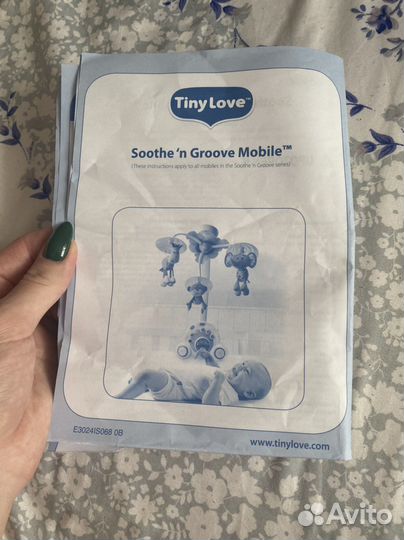 Tiny Love™
Soothe 'n Groove Mobile™
(These instructions apply to all mobiles in the Soothe 'n Groove series)
E3024IS068 0B
www.tinylove.com
Avito